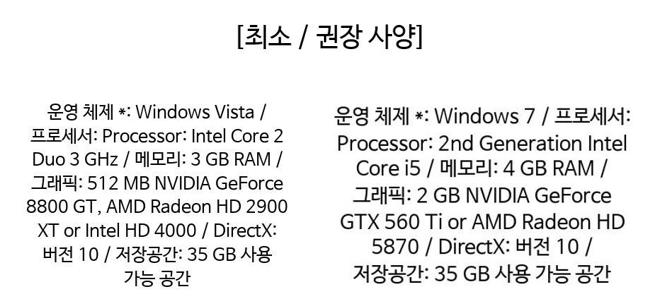 [최소 / 권장 사양]
운영 체제 *: Windows Vista /
프로세서: Processor: Intel Core 2
Duo 3 GHz / 메모리: 3 GB RAM /
그래픽: 512 MB NVIDIA GeForce
8800 GT, AMD Radeon HD 2900
XT or Intel HD 4000 / DirectX:
버전 10 / 저장공간: 35 GB 사용
가능 공간
운영 체제 *: Windows 7 / 프로세서:
Processor: 2nd Generation Intel
Core i5 / 메모리: 4 GB RAM /
그래픽: 2 GB NVIDIA GeForce
GTX 560 Ti or AMD Radeon HD
5870 / DirectX: 버전 10 /
저장공간: 35 GB 사용 가능 공간